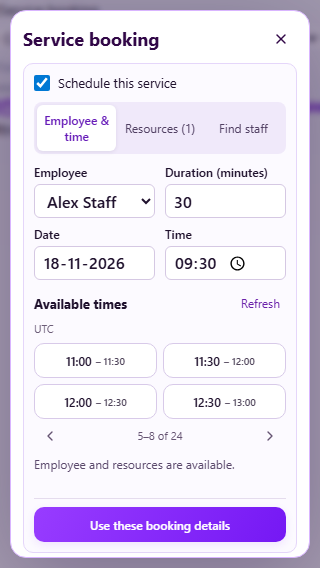 Service booking
Schedule this service
Employee & time
Resources (1)
Find staff
Employee
Duration (minutes)
Alex Staff
30
Date
Time
18-11-2026
09:30
Available times
Refresh
UTC
11:00 – 11:30
11:30 – 12:00
12:00 – 12:30
12:30 – 13:00
5–8 of 24
Employee and resources are available.
Use these booking details